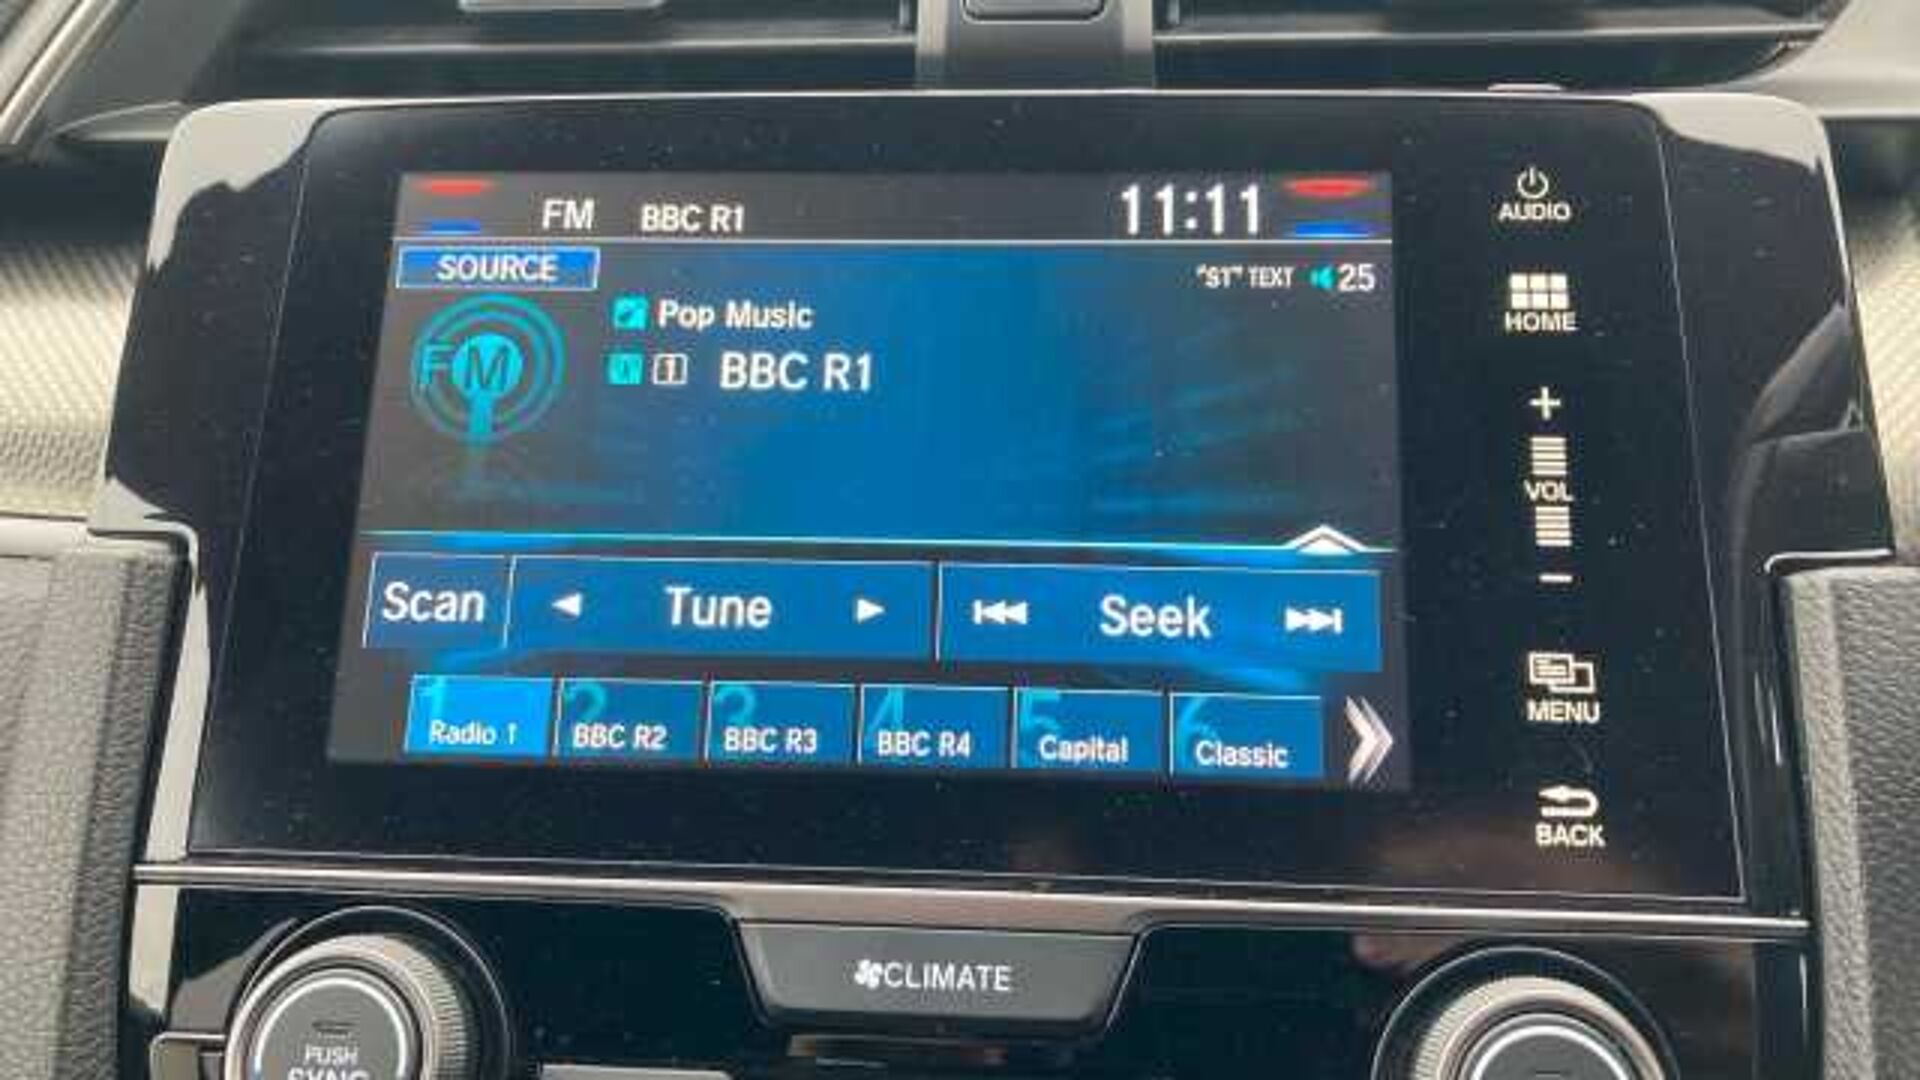 FM BBC R1 11:11
SOURCE
"S1" TEXT 25
Pop Music
FM
1 BBC R1
Scan Tune Seek
1 Radio 1
2 BBC R2
3 BBC R3
4 BBC R4
5 Capital
6 Classic
AUDIO
HOME
+
VOL
−
MENU
BACK
CLIMATE
PUSH
SYNC